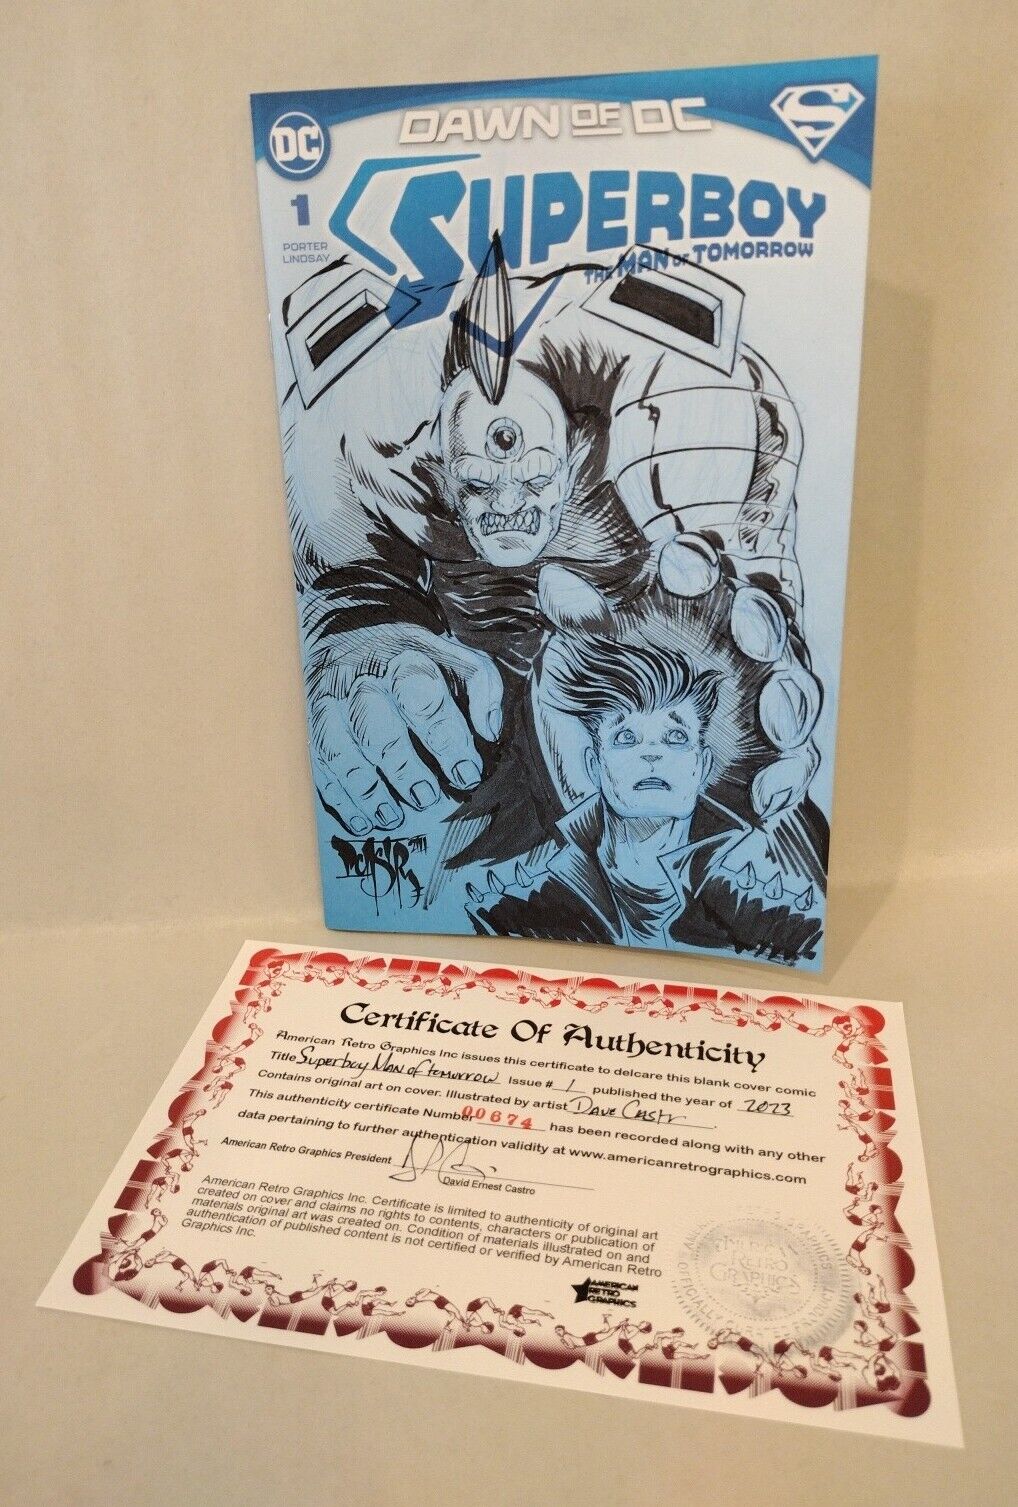 DAWN OF DC
DC
S
1
PORTER
LINDSAY
SUPERBOY
THE MAN OF TOMORROW
Certificate Of Authenticity
American Retro Graphics Inc issues this certificate to delcare this blank cover comic
Title Superboy Man of tomorrow Issue # 1 published the year of 2023
Contains original art on cover. Illustrated by artist Dave Castr
This authenticity certificate Number 00674 has been recorded along with any other
data pertaining to further authentication validity at www.americanretrographics.com
American Retro Graphics President
David Ernest Castro
American Retro Graphics Inc. Certificate is limited to authenticity of original art
created on cover and claims no rights to contents, characters or publication of
materials original art was created on. Condition of materials illustrated on and
authentication of published content is not certified or verified by American Retro
Graphics Inc.
AMERICAN
RETRO
GRAPHICS
AMERICAN
RETRO
GRAPHICS